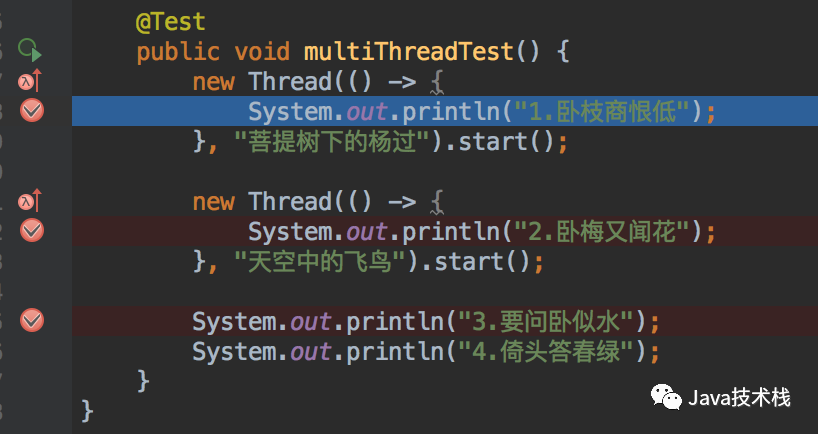 @Test
public void multiThreadTest() {
new Thread(() -> {
System.out.println("1.卧枝商恨低");
}, "菩提树下的杨过").start();
new Thread(() -> {
System.out.println("2.卧梅又闻花");
}, "天空中的飞鸟").start();
System.out.println("3.要问卧似水");
System.out.println("4.倚头答春绿");
}
}
Java技术栈